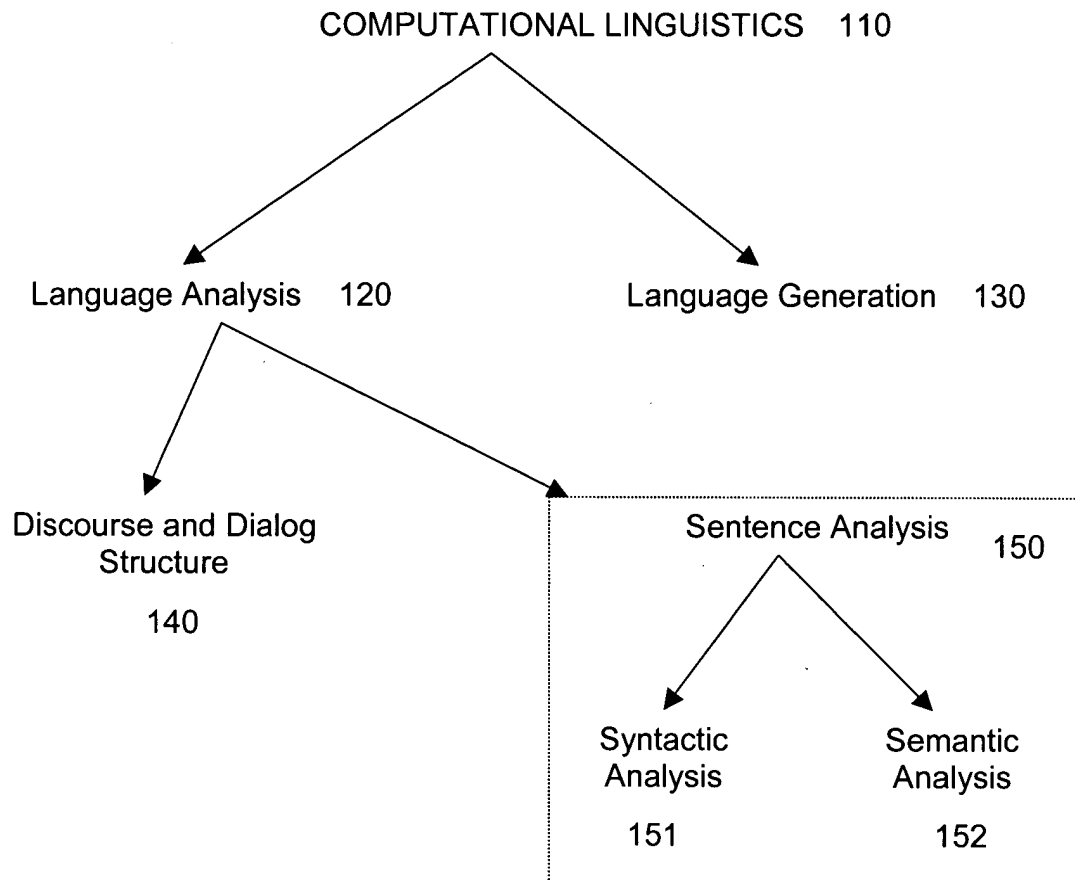 COMPUTATIONAL LINGUISTICS 110
Language Analysis 120
Language Generation 130
Discourse and Dialog
Structure
140
Sentence Analysis 150
Syntactic
Analysis
151
Semantic
Analysis
152